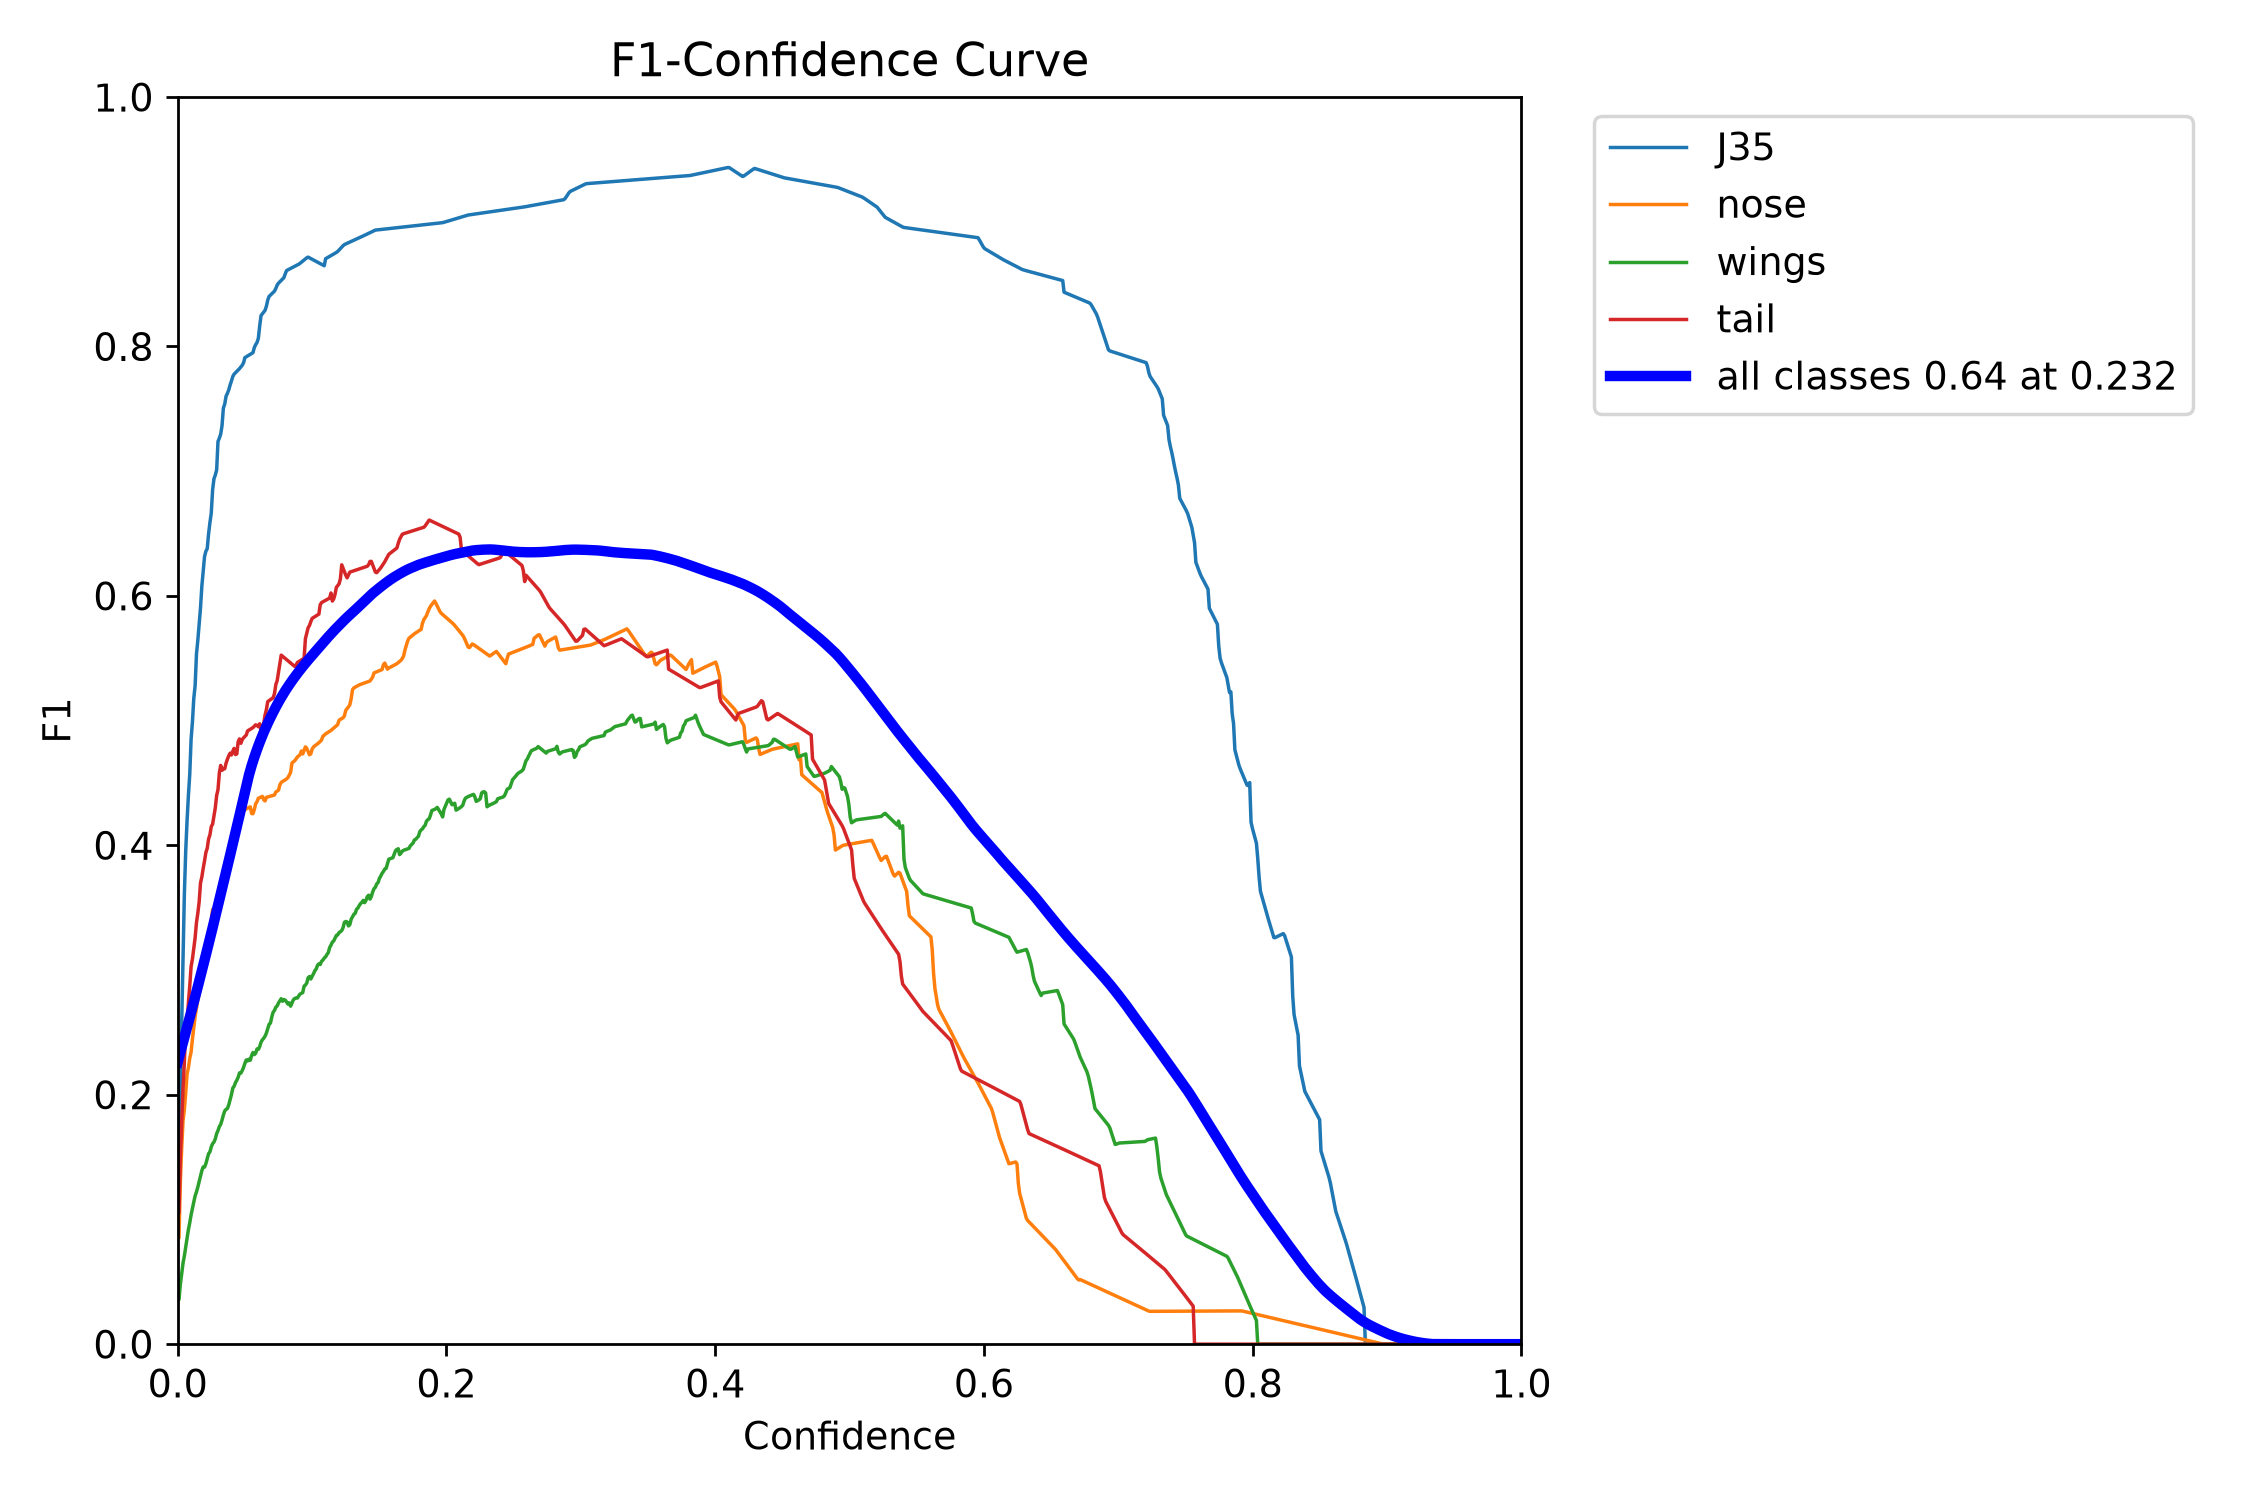 F1-Confidence Curve
1.0
0.8
0.6
0.4
0.2
0.0
F1
0.0 0.2 0.4 0.6 0.8 1.0
Confidence
J35
nose
wings
tail
all classes 0.64 at 0.232